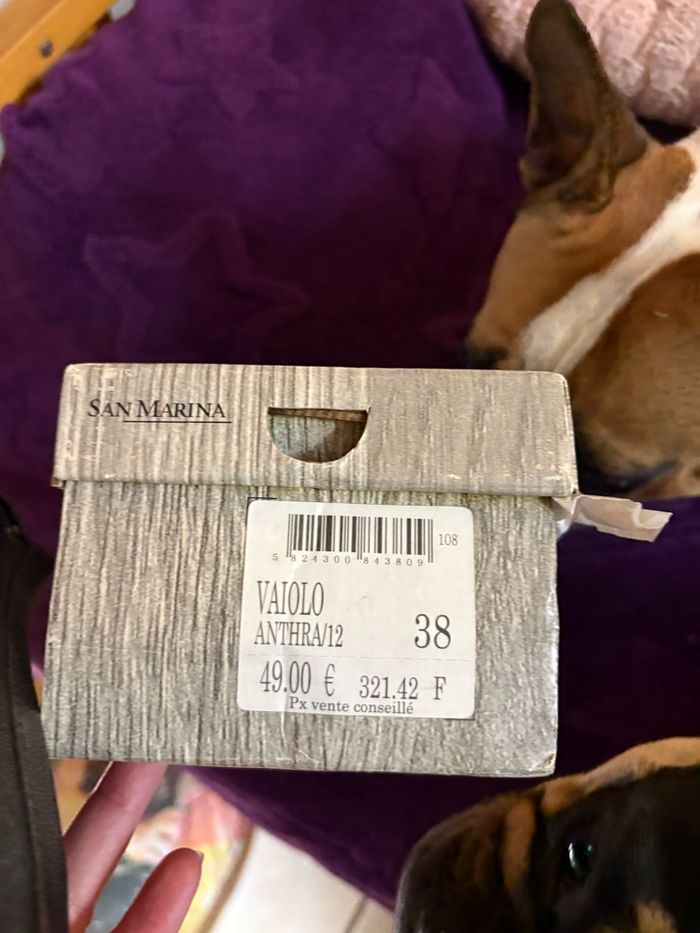 SAN MARINA
108
5 824300 843809
VAIOLO
ANTHRA/12 38
49.00 € 321.42 F
Px vente conseillé